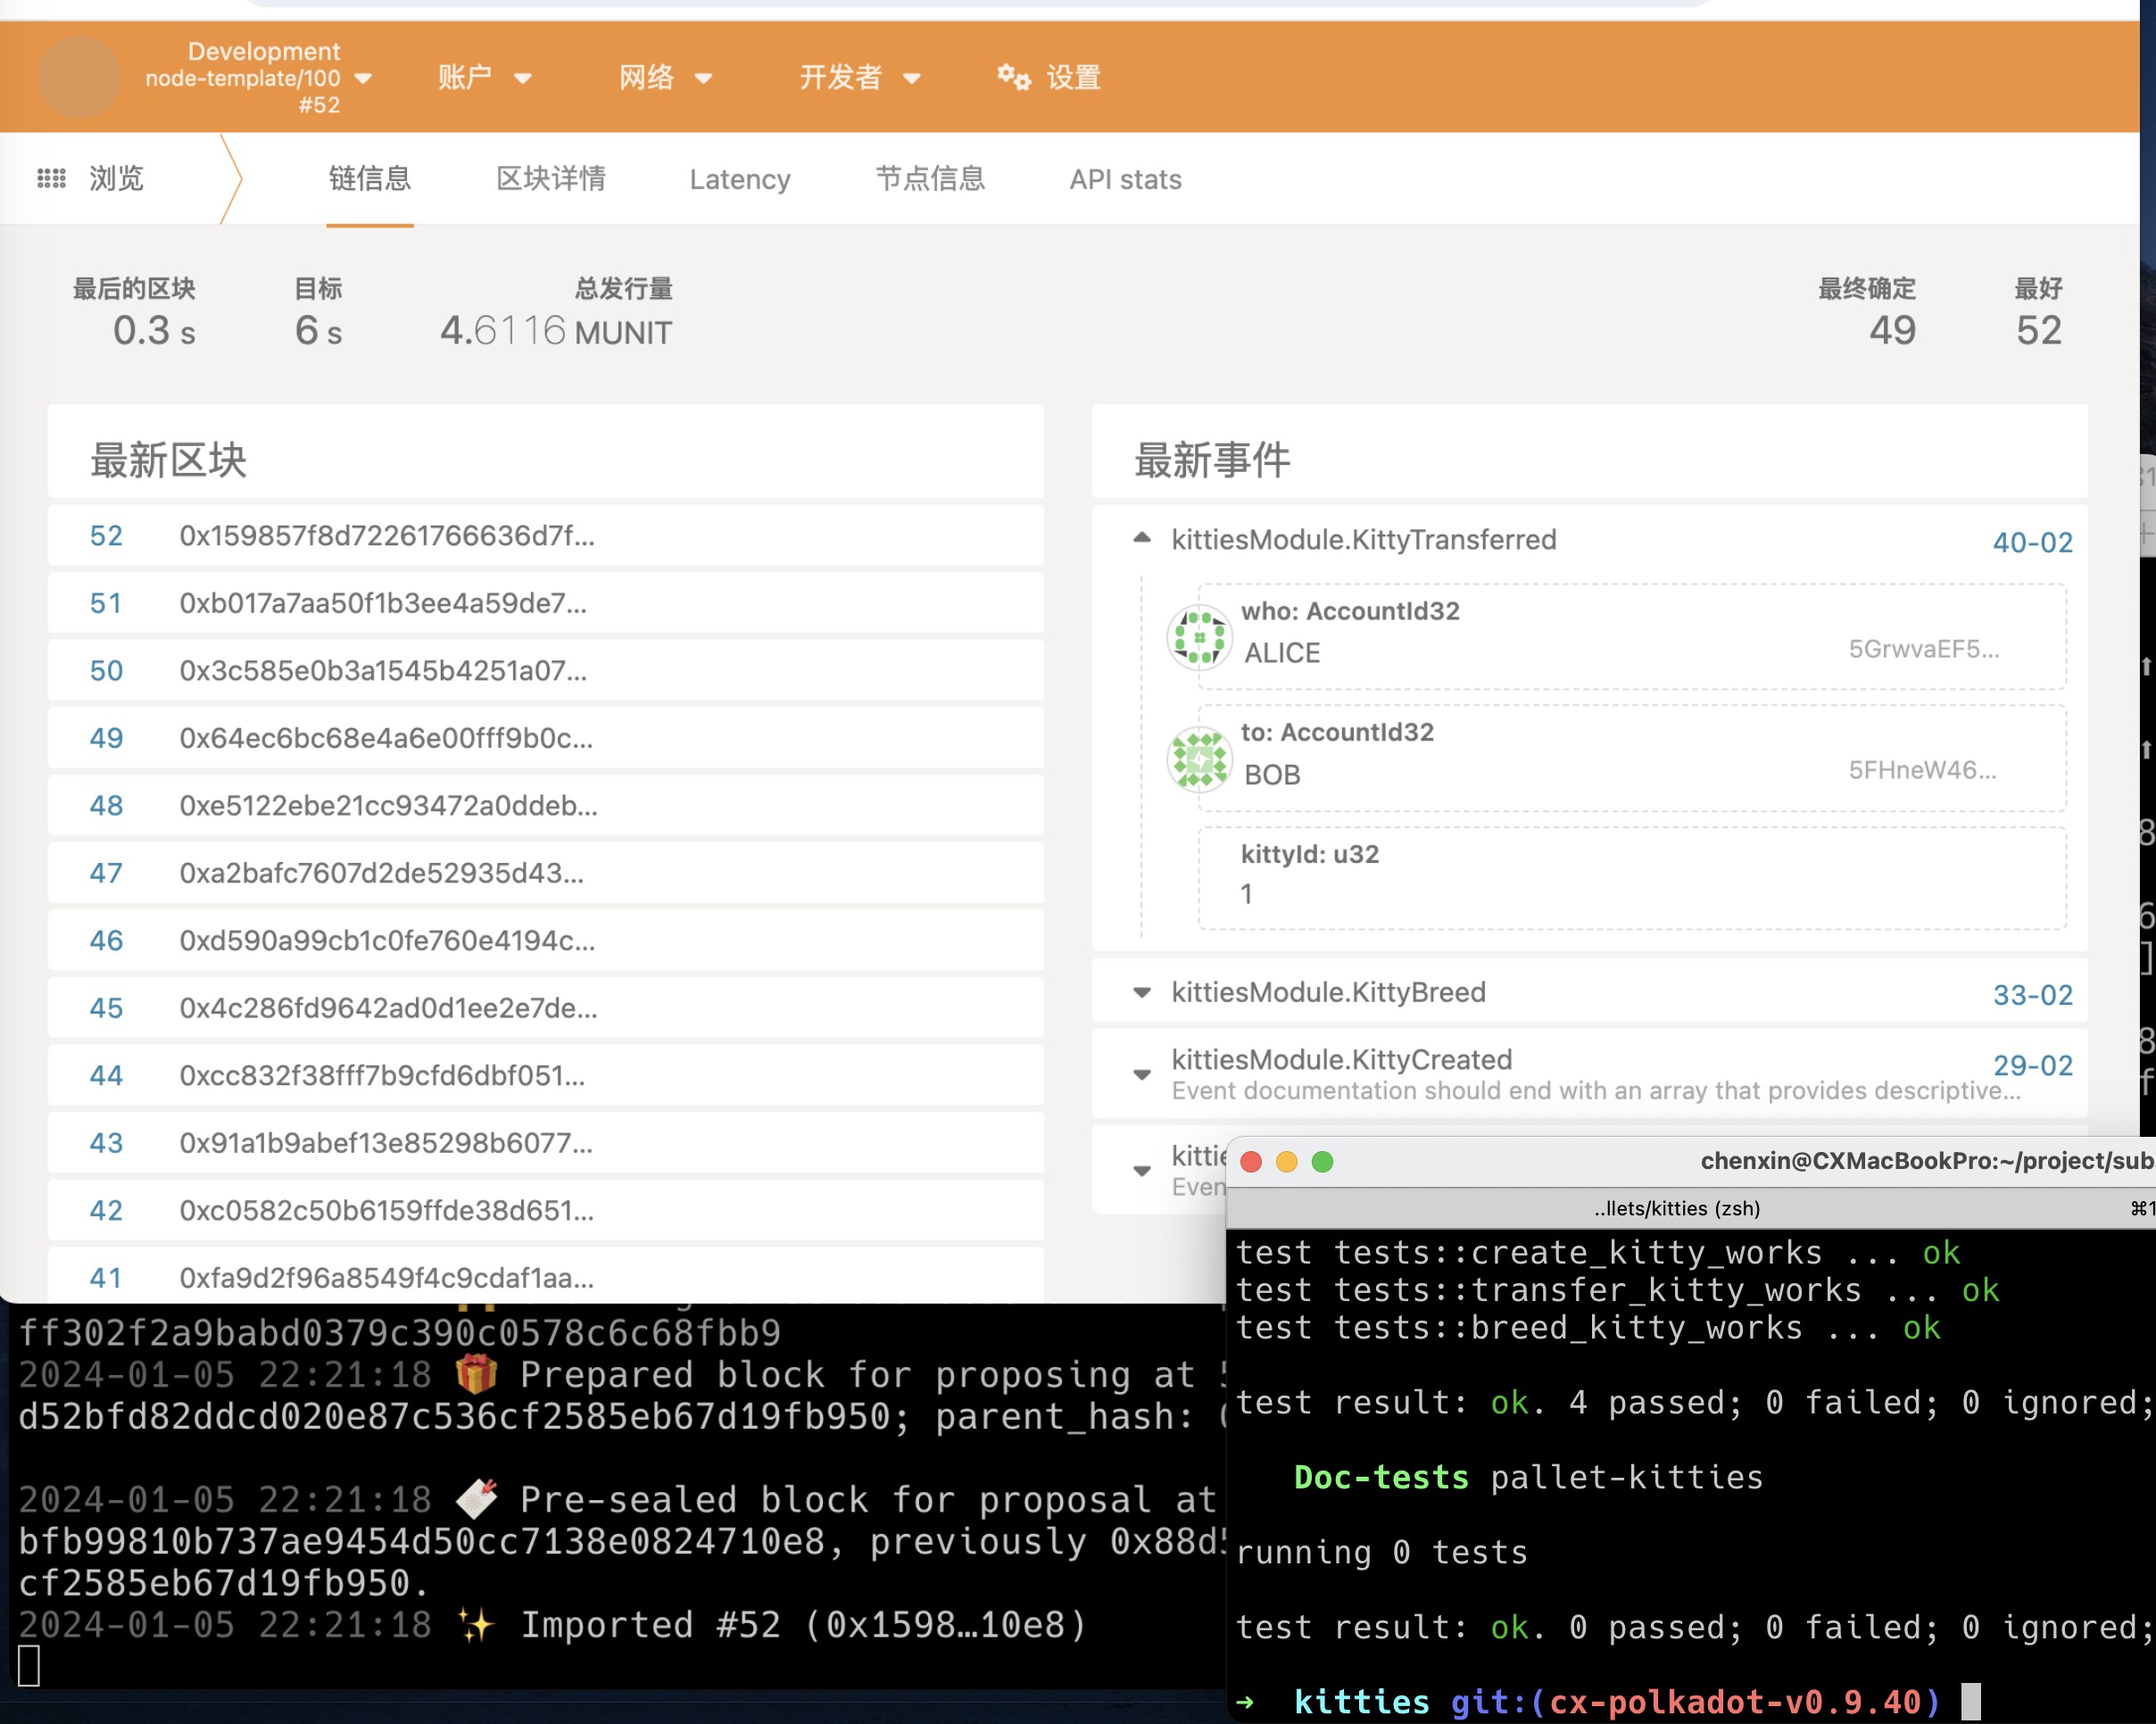 Development
node-template/100
#52
账户
网络
开发者
设置
浏览
链信息
区块详情
Latency
节点信息
API stats
最后的区块
0.3 s
目标
6 s
总发行量
4.6116 MUNIT
最终确定
49
最好
52
最新区块
52 0x159857f8d72261766636d7f...
51 0xb017a7aa50f1b3ee4a59de7...
50 0x3c585e0b3a1545b4251a07...
49 0x64ec6bc68e4a6e00fff9b0c...
48 0xe5122ebe21cc93472a0ddeb...
47 0xa2bafc7607d2de52935d43...
46 0xd590a99cb1c0fe760e4194c...
45 0x4c286fd9642ad0d1ee2e7de...
44 0xcc832f38fff7b9cfd6dbf051...
43 0x91a1b9abef13e85298b6077...
42 0xc0582c50b6159ffde38d651...
41 0xfa9d2f96a8549f4c9cdaf1aa...
最新事件
kittiesModule.KittyTransferred 40-02
who: AccountId32
ALICE 5GrwvaEF5...
to: AccountId32
BOB 5FHneW46...
kittyId: u32
1
kittiesModule.KittyBreed 33-02
kittiesModule.KittyCreated 29-02
Event documentation should end with an array that provides descriptive...
ff302f2a9babd0379c390c0578c6c68fbb9
2024-01-05 22:21:18 🎁 Prepared block for proposing at
d52bfd82ddcd020e87c536cf2585eb67d19fb950; parent_hash:
2024-01-05 22:21:18 🔖 Pre-sealed block for proposal at
bfb99810b737ae9454d50cc7138e0824710e8, previously 0x88d5
cf2585eb67d19fb950.
2024-01-05 22:21:18 ✨ Imported #52 (0x1598…10e8)
chenxin@CXMacBookPro:~/project/sub
..llets/kitties (zsh) ⌘1
test tests::create_kitty_works ... ok
test tests::transfer_kitty_works ... ok
test tests::breed_kitty_works ... ok
test result: ok. 4 passed; 0 failed; 0 ignored;
Doc-tests pallet-kitties
running 0 tests
test result: ok. 0 passed; 0 failed; 0 ignored;
→ kitties git:(cx-polkadot-v0.9.40)